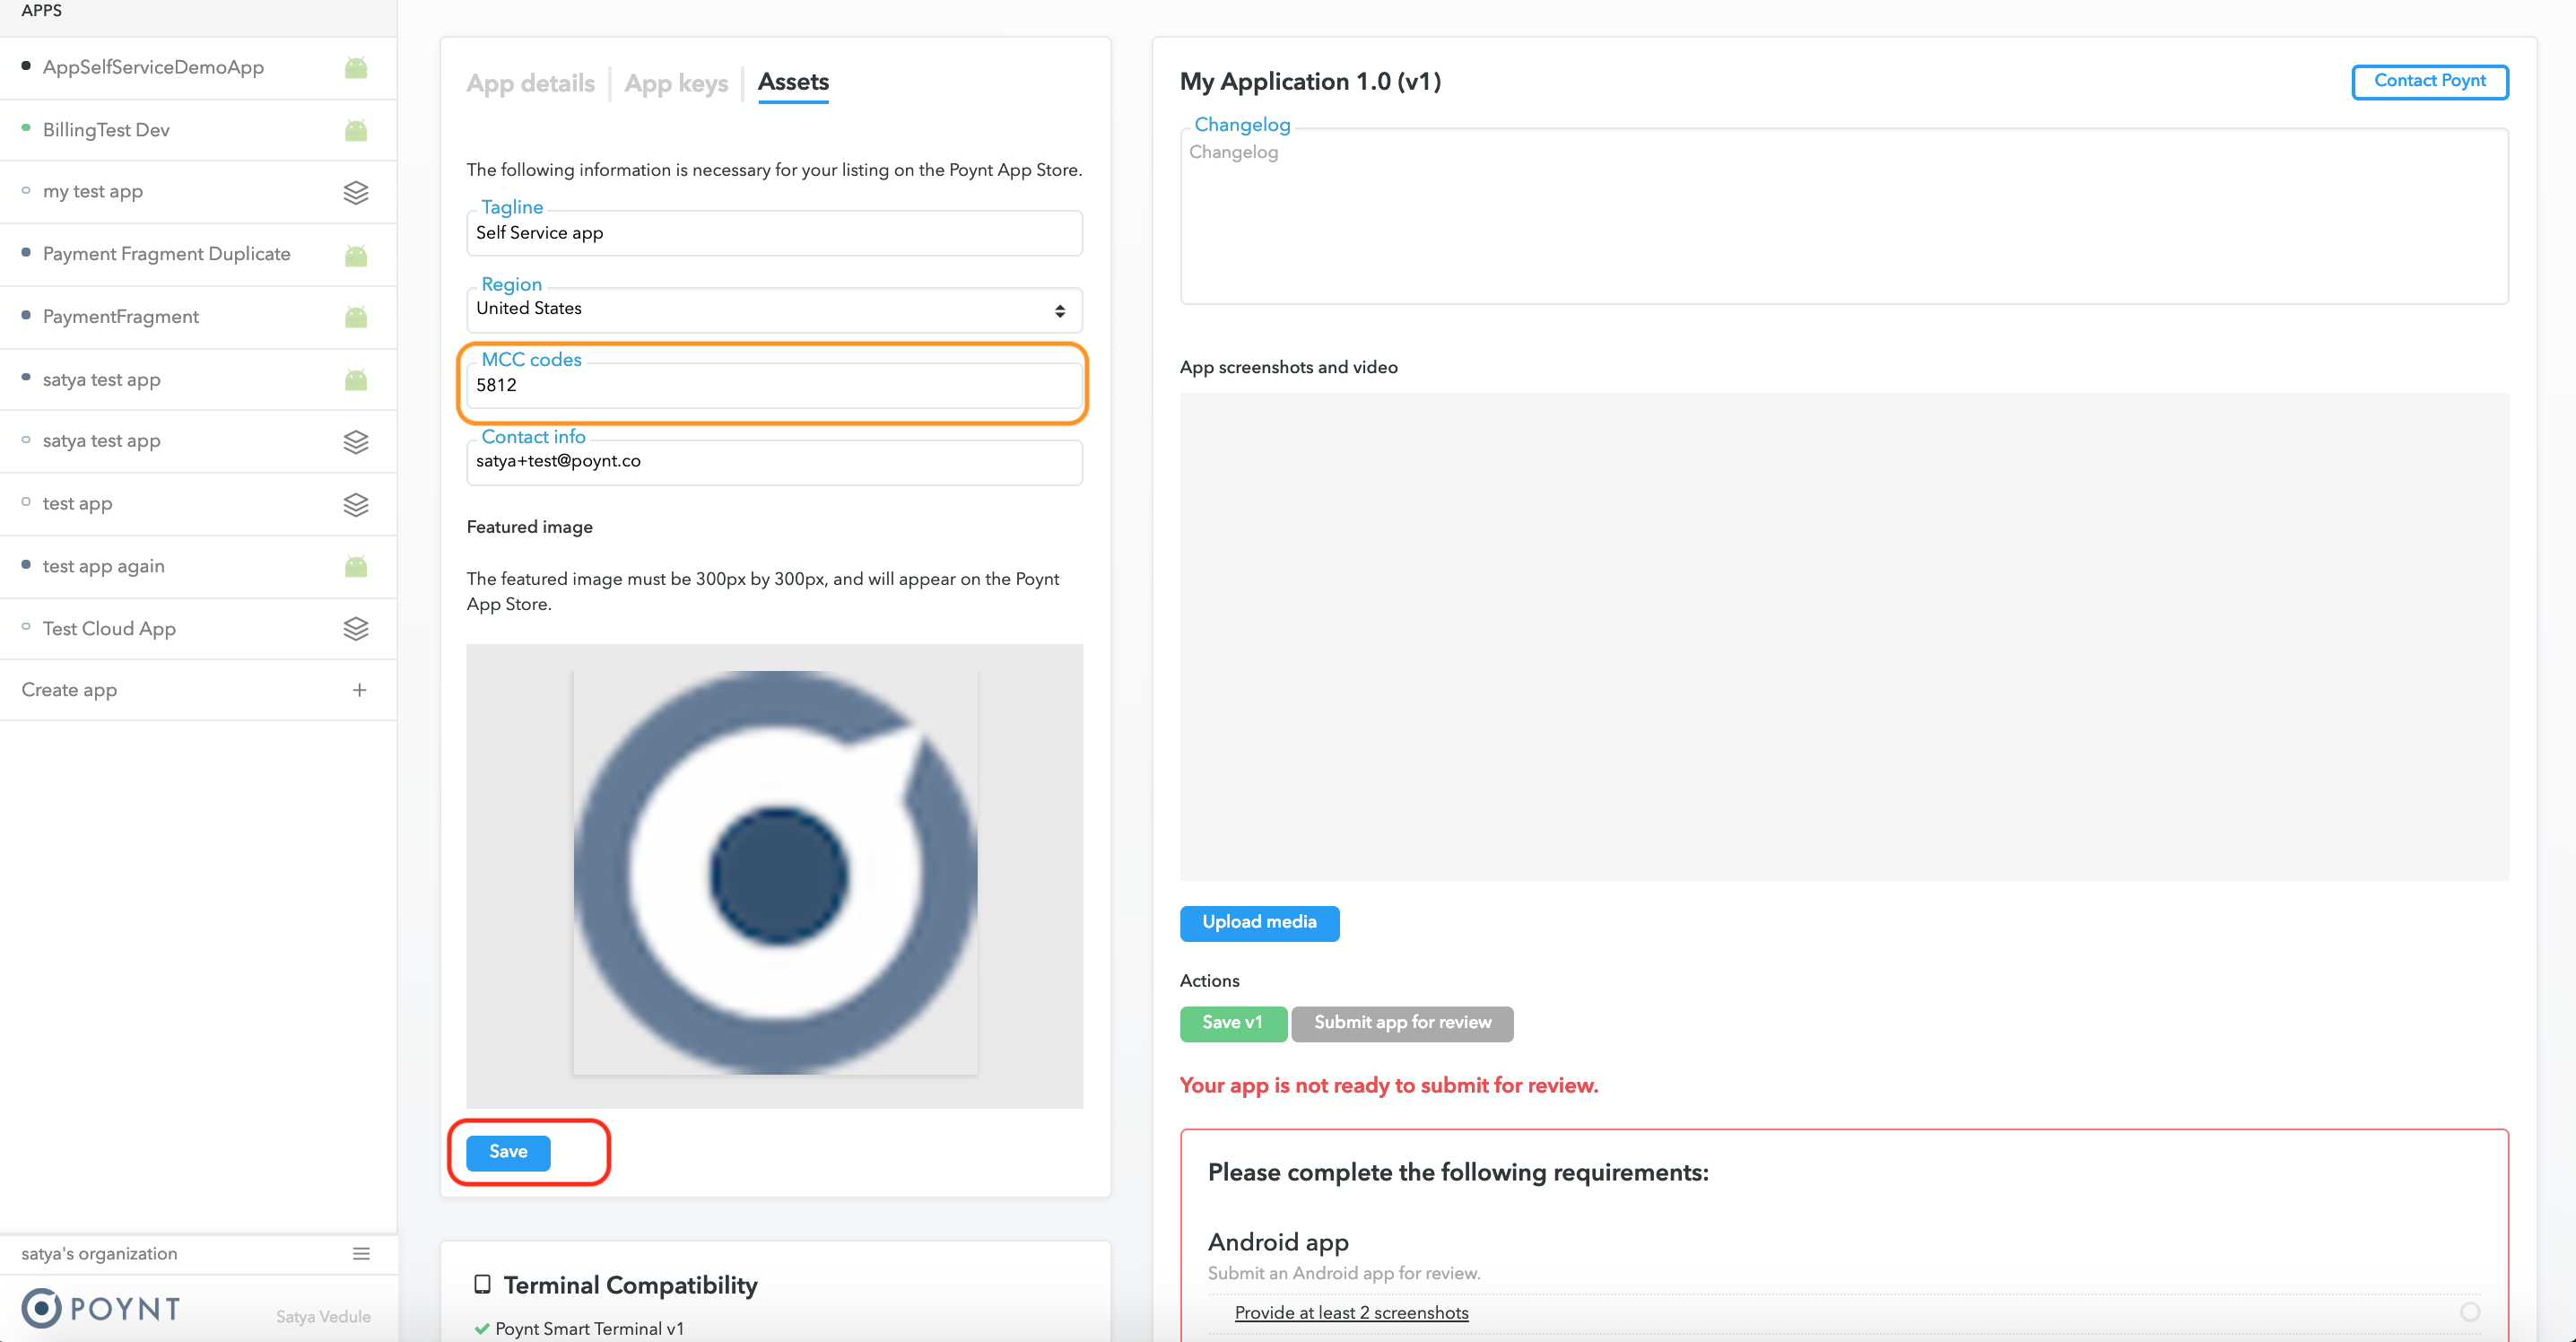 APPS
AppSelfServiceDemoApp
BillingTest Dev
my test app
Payment Fragment Duplicate
PaymentFragment
satya test app
satya test app
test app
test app again
Test Cloud App
Create app +
satya's organization
POYNT
Satya Vedule
App details
App keys
Assets
The following information is necessary for your listing on the Poynt App Store.
Tagline
Self Service app
Region
United States
MCC codes
5812
Contact info
satya+test@poynt.co
Featured image
The featured image must be 300px by 300px, and will appear on the Poynt
App Store.
Save
Terminal Compatibility
Poynt Smart Terminal v1
My Application 1.0 (v1)
Contact Poynt
Changelog
Changelog
App screenshots and video
Upload media
Actions
Save v1
Submit app for review
Your app is not ready to submit for review.
Please complete the following requirements:
Android app
Submit an Android app for review.
Provide at least 2 screenshots